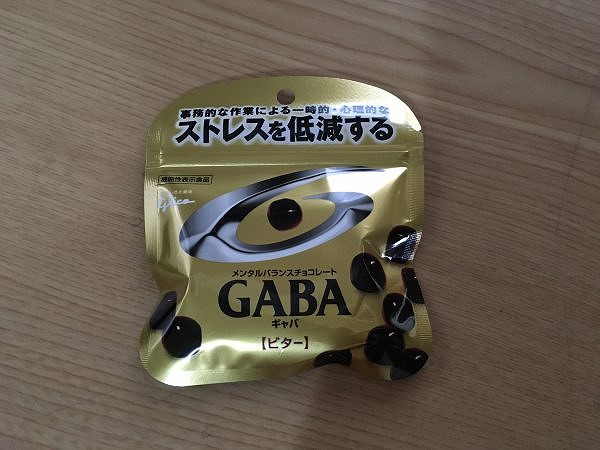 事務的な作業による一時的・心理的な
ストレスを低減する
機能性表示食品
Glico
メンタルバランスチョコレート
GABA
ギャバ
【ビター】